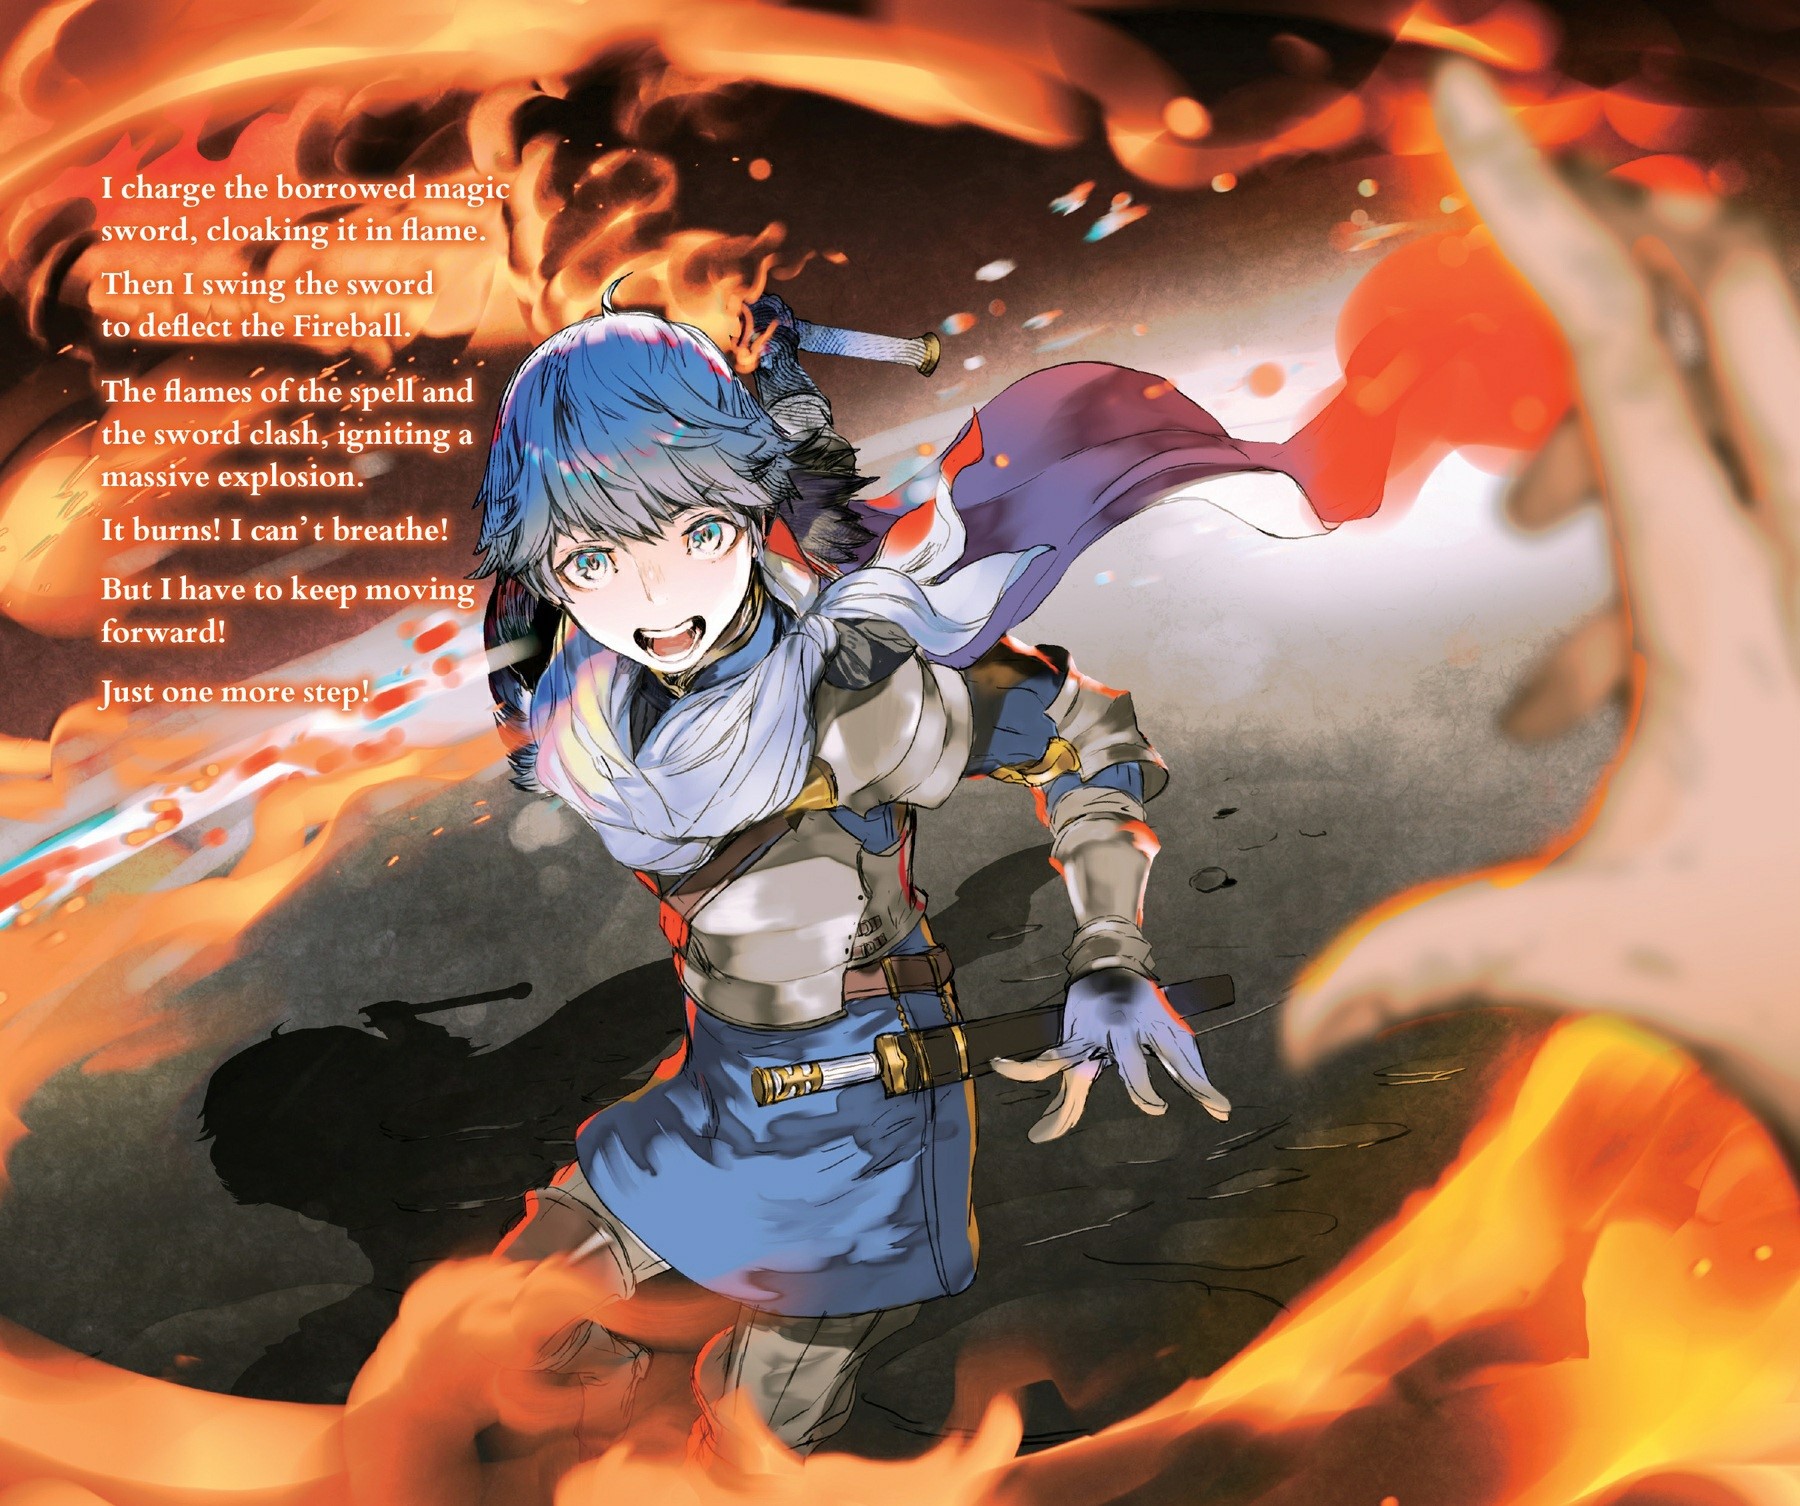 I charge the borrowed magic
sword, cloaking it in flame.
Then I swing the sword
to deflect the Fireball.
The flames of the spell and
the sword clash, igniting a
massive explosion.
It burns! I can’t breathe!
But I have to keep moving
forward!
Just one more step!